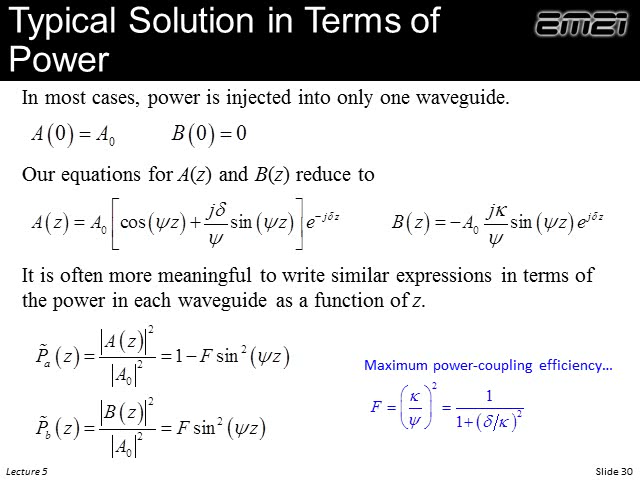 Typical Solution in Terms of
Power
EMEI
In most cases, power is injected into only one waveguide.
A(0) = A₀ B(0) = 0
Our equations for A(z) and B(z) reduce to
A(z) = A₀ [cos(ψz) + jδ/ψ sin(ψz)] e^(−jδz) B(z) = −A₀ jκ/ψ sin(ψz) e^(jδz)
It is often more meaningful to write similar expressions in terms of
the power in each waveguide as a function of z.
P̃ₐ(z) = |A(z)|²/|A₀|² = 1 − F sin²(ψz)
Maximum power-coupling efficiency…
F = (κ/ψ)² = 1/(1+(δ/κ)²)
P̃_b(z) = |B(z)|²/|A₀|² = F sin²(ψz)
Lecture 5 Slide 30